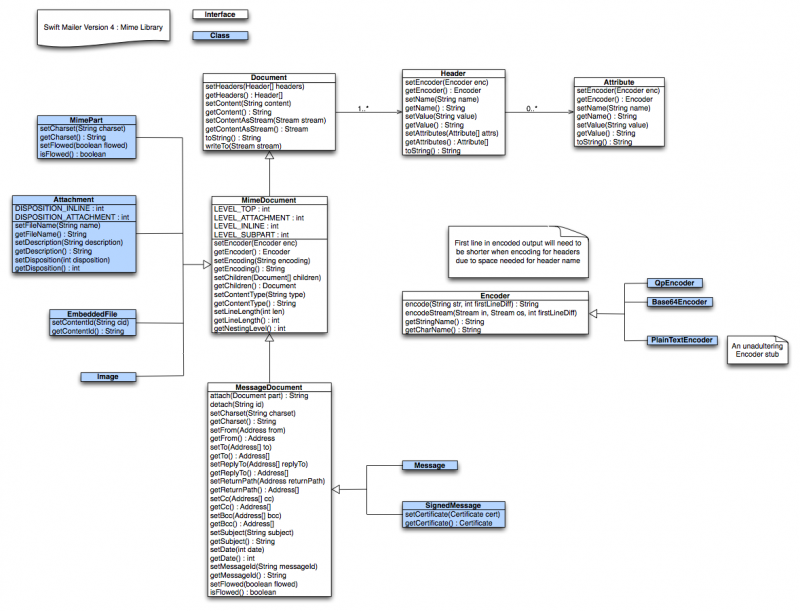 Swift Mailer Version 4 : Mime Library
Interface
Class
Document
setHeaders(Header[] headers)
getHeaders() : Header[]
setContent(String content)
getContent() : String
setContentAsStream(Stream stream)
getContentAsStream() : Stream
toString() : String
writeTo(Stream stream)
1..*
Header
setEncoder(Encoder enc)
getEncoder() : Encoder
setName(String name)
getName() : String
setValue(String value)
getValue() : String
setAttributes(Attribute[] attrs)
getAttributes() : Attribute[]
toString() : String
0..*
Attribute
setEncoder(Encoder enc)
getEncoder() : Encoder
setName(String name)
getName() : String
setValue(String value)
getValue() : String
toString() : String
MimePart
setCharset(String charset)
getCharset() : String
setFlowed(boolean flowed)
isFlowed() : boolean
Attachment
DISPOSITION_INLINE : int
DISPOSITION_ATTACHMENT : int
setFileName(String name)
getFileName() : String
setDescription(String description)
getDescription() : String
setDisposition(int disposition)
getDisposition() : int
EmbeddedFile
setContentId(String cid)
getContentId() : String
Image
MimeDocument
LEVEL_TOP : int
LEVEL_ATTACHMENT : int
LEVEL_INLINE : int
LEVEL_SUBPART : int
setEncoder(Encoder enc)
getEncoder() : Encoder
setEncoding(String encoding)
getEncoding() : String
setChildren(Document[] children)
getChildren() : Document
setContentType(String type)
getContentType() : String
setLineLength(int len)
getLineLength() : int
getNestingLevel() : int
First line in encoded output will need to
be shorter when encoding for headers
due to space needed for header name
Encoder
encode(String str, int firstLineDiff) : String
encodeStream(Stream in, Stream os, int firstLineDiff)
getStringName() : String
getCharName() : String
QpEncoder
Base64Encoder
PlainTextEncoder
An unadultering
Encoder stub
MessageDocument
attach(Document part) : String
detach(String id)
setCharset(String charset)
getCharset() : String
setFrom(Address from)
getFrom() : Address
setTo(Address[] to)
getTo() : Address[]
setReplyTo(Address[] replyTo)
getReplyTo() : Address[]
setReturnPath(Address returnPath)
getReturnPath() : Address[]
setCc(Address[] cc)
getCc() : Address[]
setBcc(Address[] bcc)
getBcc() : Address[]
setSubject(String subject)
getSubject() : String
setDate(int date)
getDate() : int
setMessageId(String messageId)
getMessageId() : String
setFlowed(boolean flowed)
isFlowed() : boolean
Message
SignedMessage
setCertificate(Certificate cert)
getCertificate() : Certificate